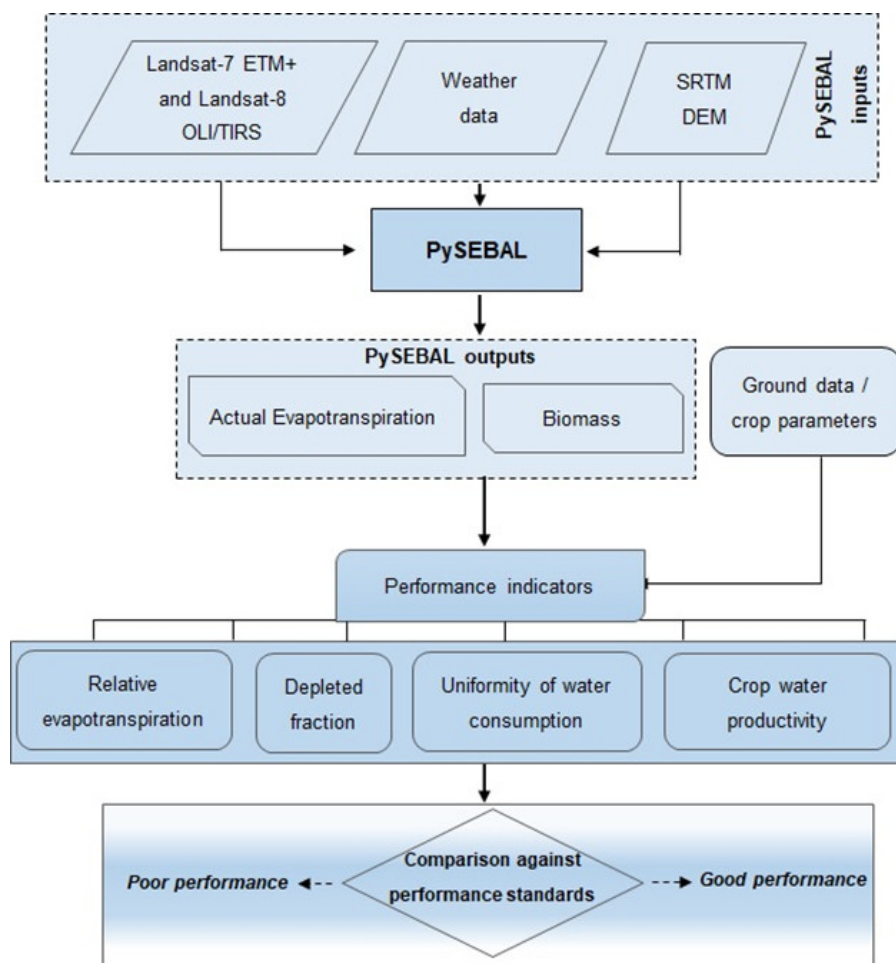 Landsat-7 ETM+
and Landsat-8
OLI/TIRS
Weather
data
SRTM
DEM
PySEBAL
inputs
PySEBAL
PySEBAL outputs
Actual Evapotranspiration
Biomass
Ground data /
crop parameters
Performance indicators
Relative
evapotranspiration
Depleted
fraction
Uniformity of water
consumption
Crop water
productivity
Comparison against
performance standards
Poor performance
Good performance